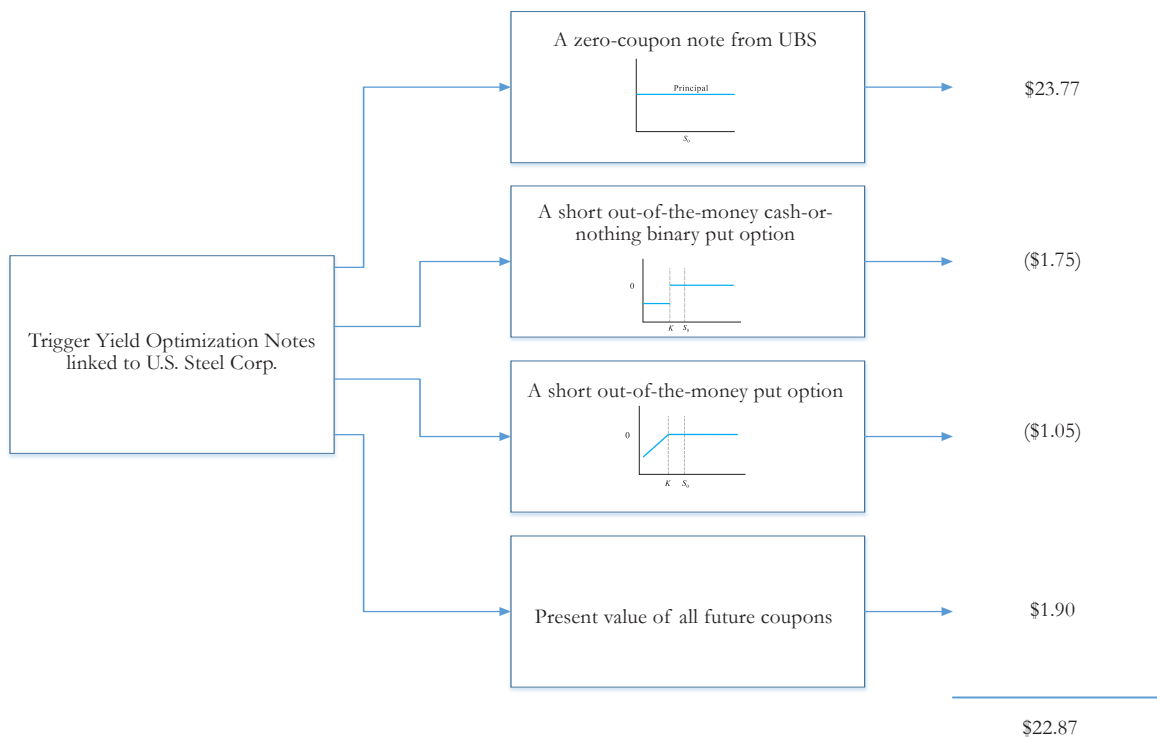 A zero-coupon note from UBS
Principal
S0
$23.77
A short out-of-the-money cash-or-
nothing binary put option
0
K S0
($1.75)
Trigger Yield Optimization Notes
linked to U.S. Steel Corp.
A short out-of-the-money put option
0
K S0
($1.05)
Present value of all future coupons
$1.90
$22.87